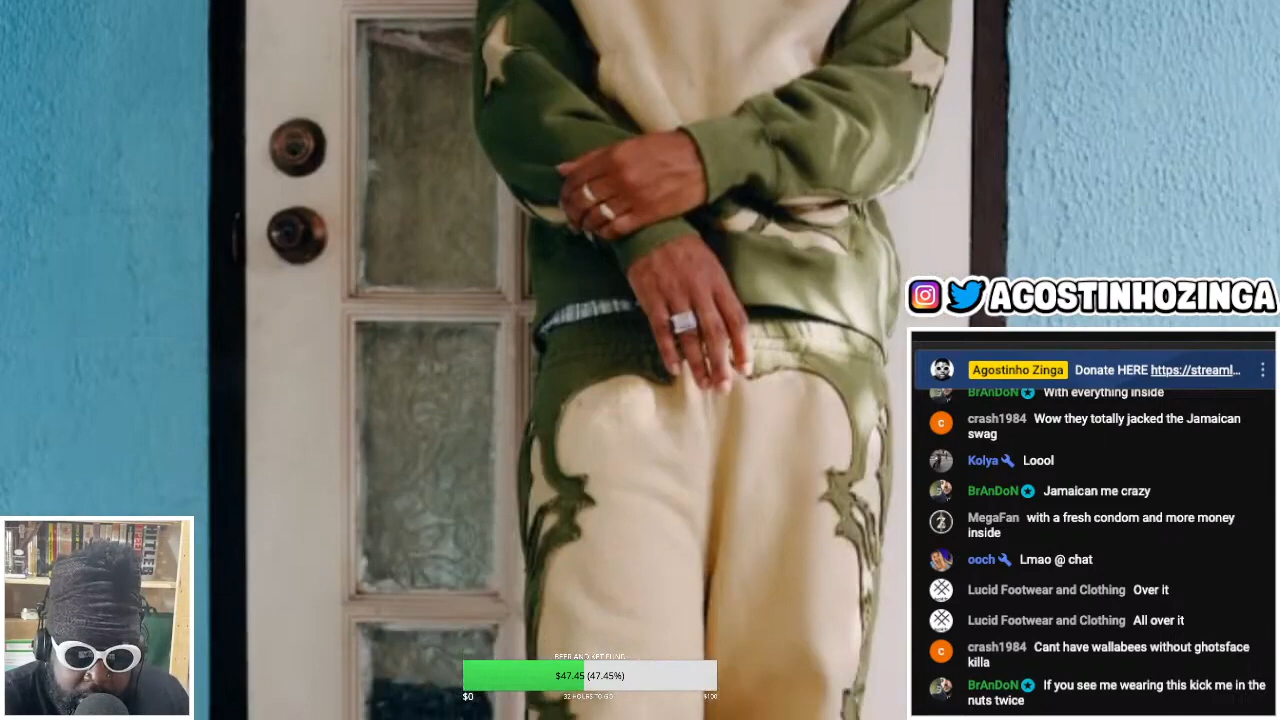 AGOSTINHOZINGA
Agostinho Zinga Donate HERE https://streaml...
BrAnDoN With everything inside
crash1984 Wow they totally jacked the Jamaican
swag
Kolya Loool
BrAnDoN Jamaican me crazy
MegaFan with a fresh condom and more money
inside
ooch Lmao @ chat
Lucid Footwear and Clothing Over it
Lucid Footwear and Clothing All over it
crash1984 Cant have wallabees without ghotsface
killa
BrAnDoN If you see me wearing this kick me in the
nuts twice
$47.45 (47.45%)
$0
$100